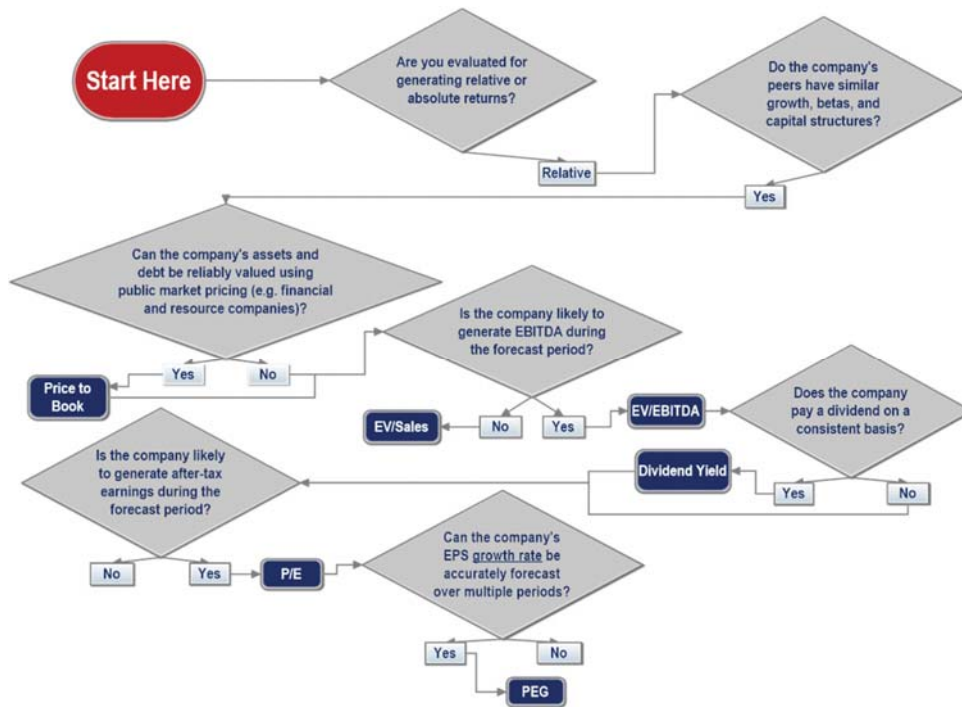 Start Here
Are you evaluated for
generating relative or
absolute returns?
Relative
Do the company's
peers have similar
growth, betas, and
capital structures?
Yes
Can the company's assets and
debt be reliably valued using
public market pricing (e.g. financial
and resource companies)?
Yes
No
Price to
Book
Is the company likely to
generate EBITDA during
the forecast period?
EV/Sales
No
Yes
EV/EBITDA
Does the company
pay a dividend on a
consistent basis?
Dividend Yield
Yes
No
Is the company likely
to generate after-tax
earnings during the
forecast period?
No
Yes
P/E
Can the company's
EPS growth rate be
accurately forecast
over multiple periods?
Yes
No
PEG